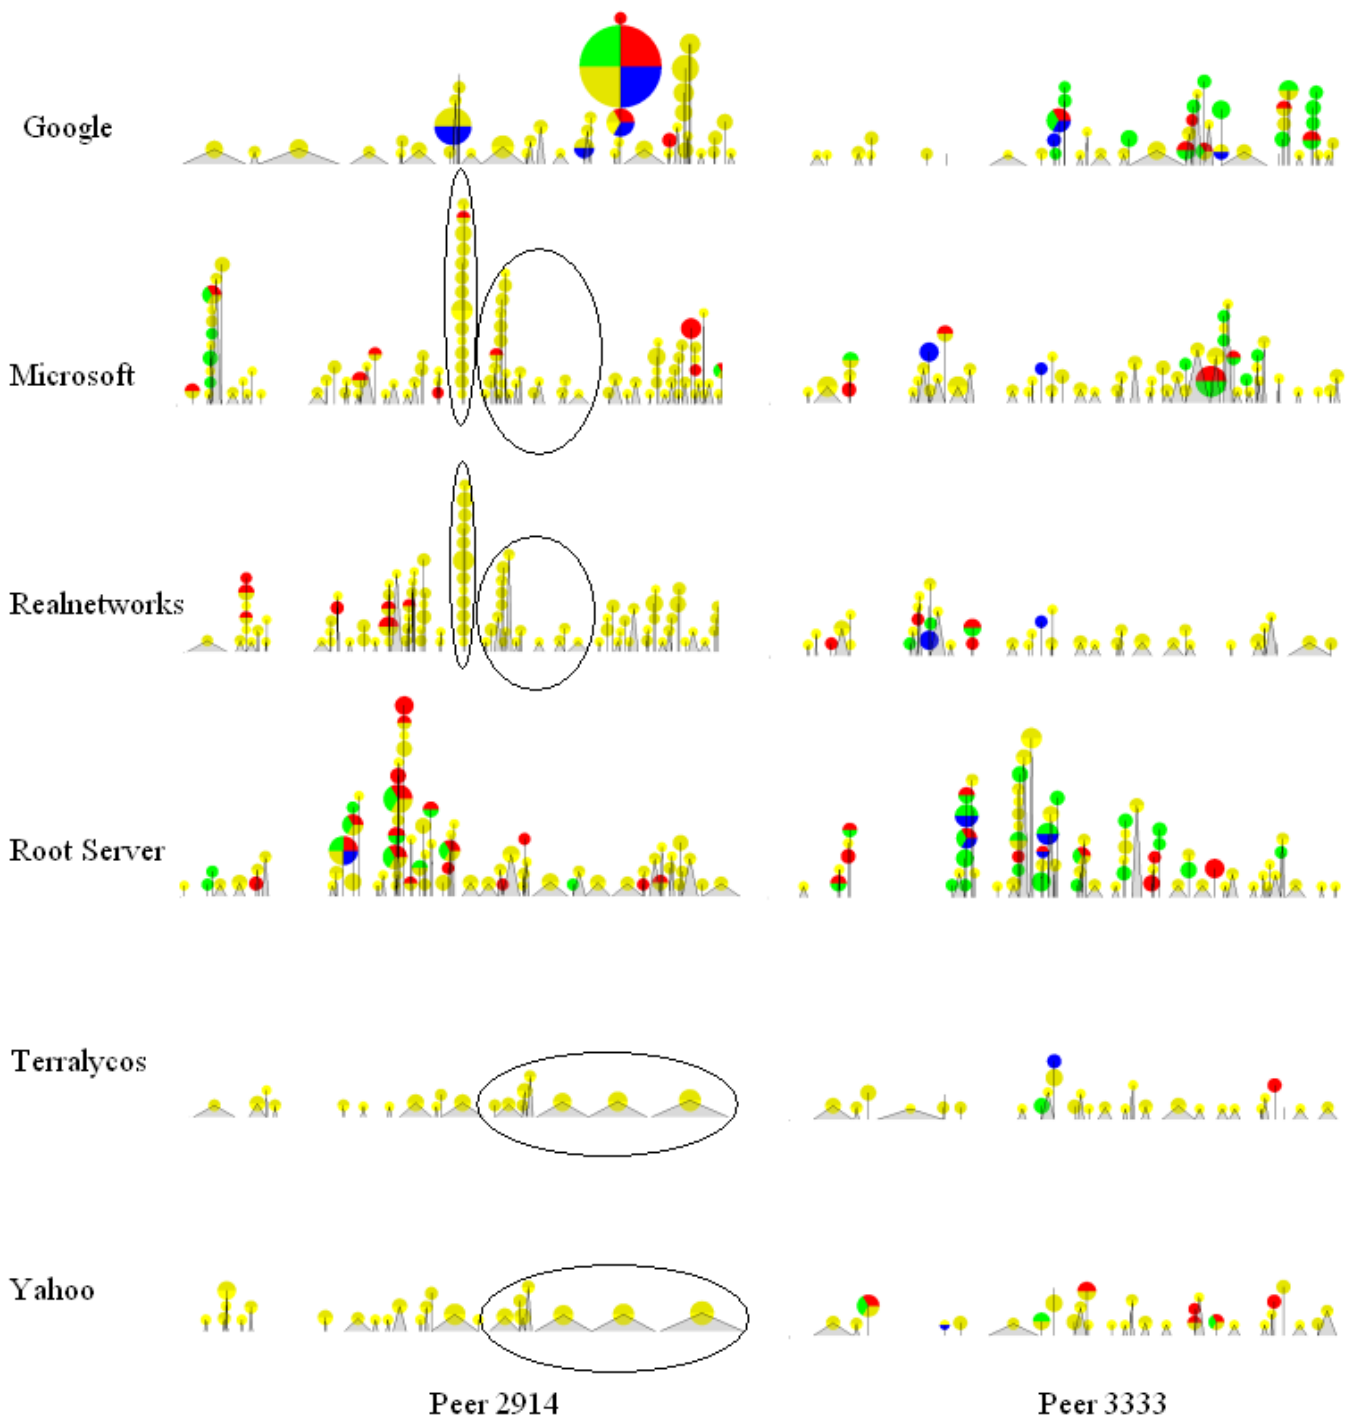 Google
Microsoft
Realnetworks
Root Server
Terralycos
Yahoo
Peer 2914
Peer 3333